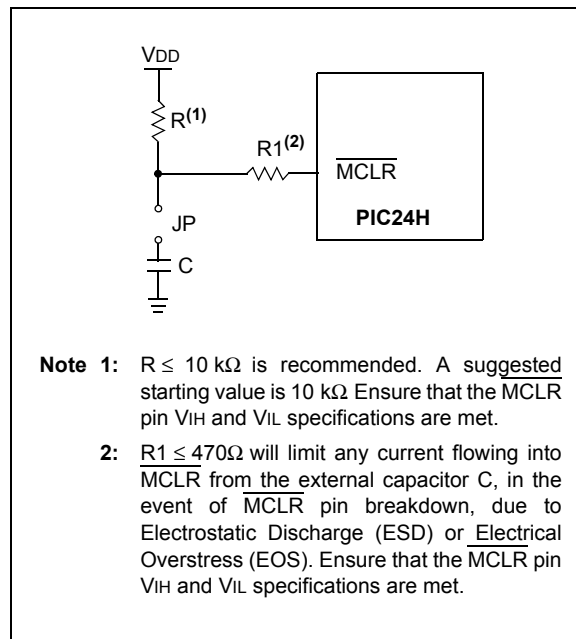 VDD
R(1)
R1(2)
MCLR
JP
PIC24H
C
Note 1: R ≤ 10 kΩ is recommended. A suggested
starting value is 10 kΩ Ensure that the MCLR
pin VIH and VIL specifications are met.
2: R1 ≤ 470Ω will limit any current flowing into
MCLR from the external capacitor C, in the
event of MCLR pin breakdown, due to
Electrostatic Discharge (ESD) or Electrical
Overstress (EOS). Ensure that the MCLR pin
VIH and VIL specifications are met.